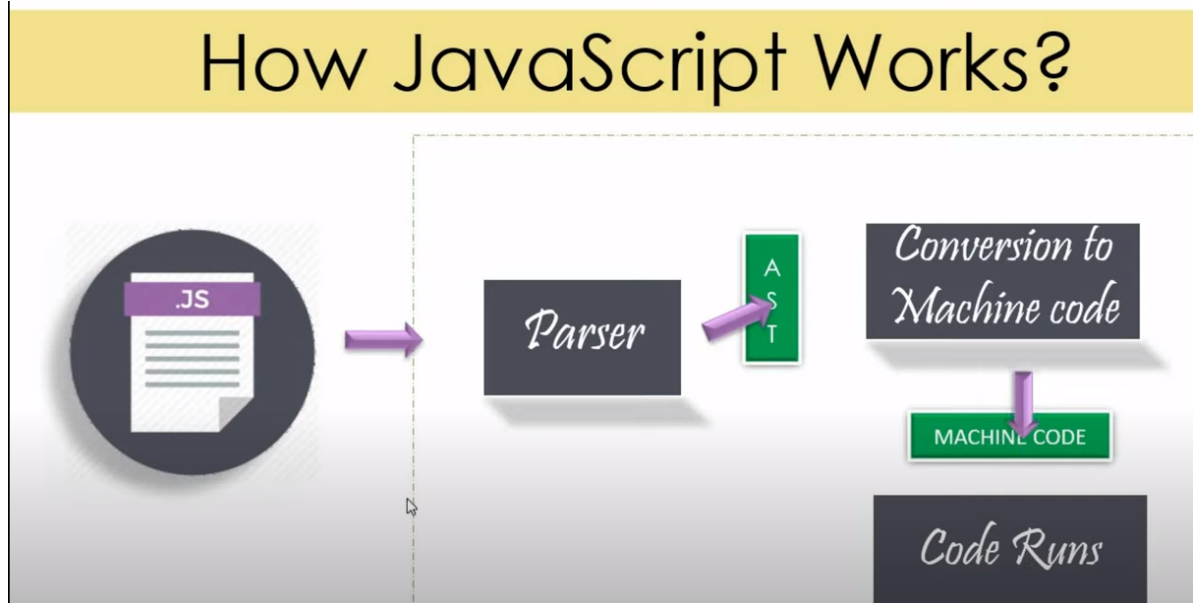 How JavaScript Works?
.JS
Parser
A
S
T
Conversion to
Machine code
MACHINE CODE
Code Runs